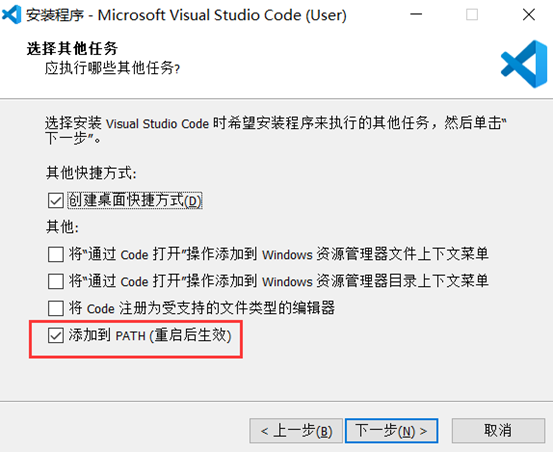 安装程序 - Microsoft Visual Studio Code (User)
选择其他任务
应执行哪些其他任务?
选择安装 Visual Studio Code 时希望安装程序来执行的其他任务，然后单击“
下一步”。
其他快捷方式:
创建桌面快捷方式(D)
其他:
将“通过 Code 打开”操作添加到 Windows 资源管理器文件上下文菜单
将“通过 Code 打开”操作添加到 Windows 资源管理器目录上下文菜单
将 Code 注册为受支持的文件类型的编辑器
添加到 PATH (重启后生效)
< 上一步(B) 下一步(N) > 取消